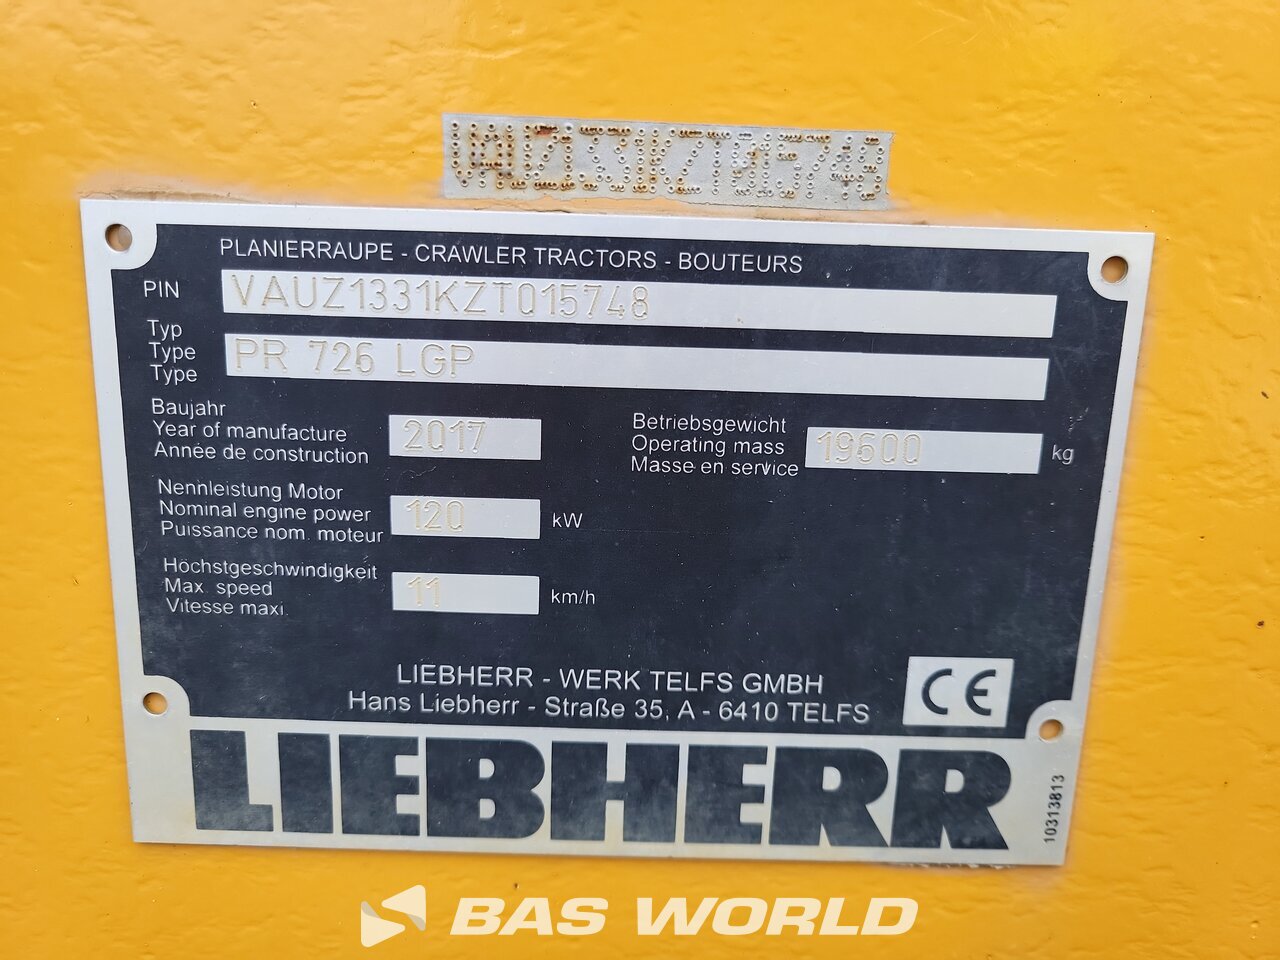 VAUZ1331KZT015748
PLANIERRAUPE - CRAWLER TRACTORS - BOUTEURS
PIN VAUZ1331KZT015748
Typ
Type PR 726 LGP
Type
Baujahr
Year of manufacture 2017
Année de construction
Betriebsgewicht
Operating mass 19600 kg
Masse en service
Nennleistung Motor
Nominal engine power 120 kW
Puissance nom. moteur
Höchstgeschwindigkeit
Max. speed 11 km/h
Vitesse maxi.
LIEBHERR - WERK TELFS GMBH
Hans Liebherr - Straße 35, A - 6410 TELFS
CE
LIEBHERR
10313813
BAS WORLD